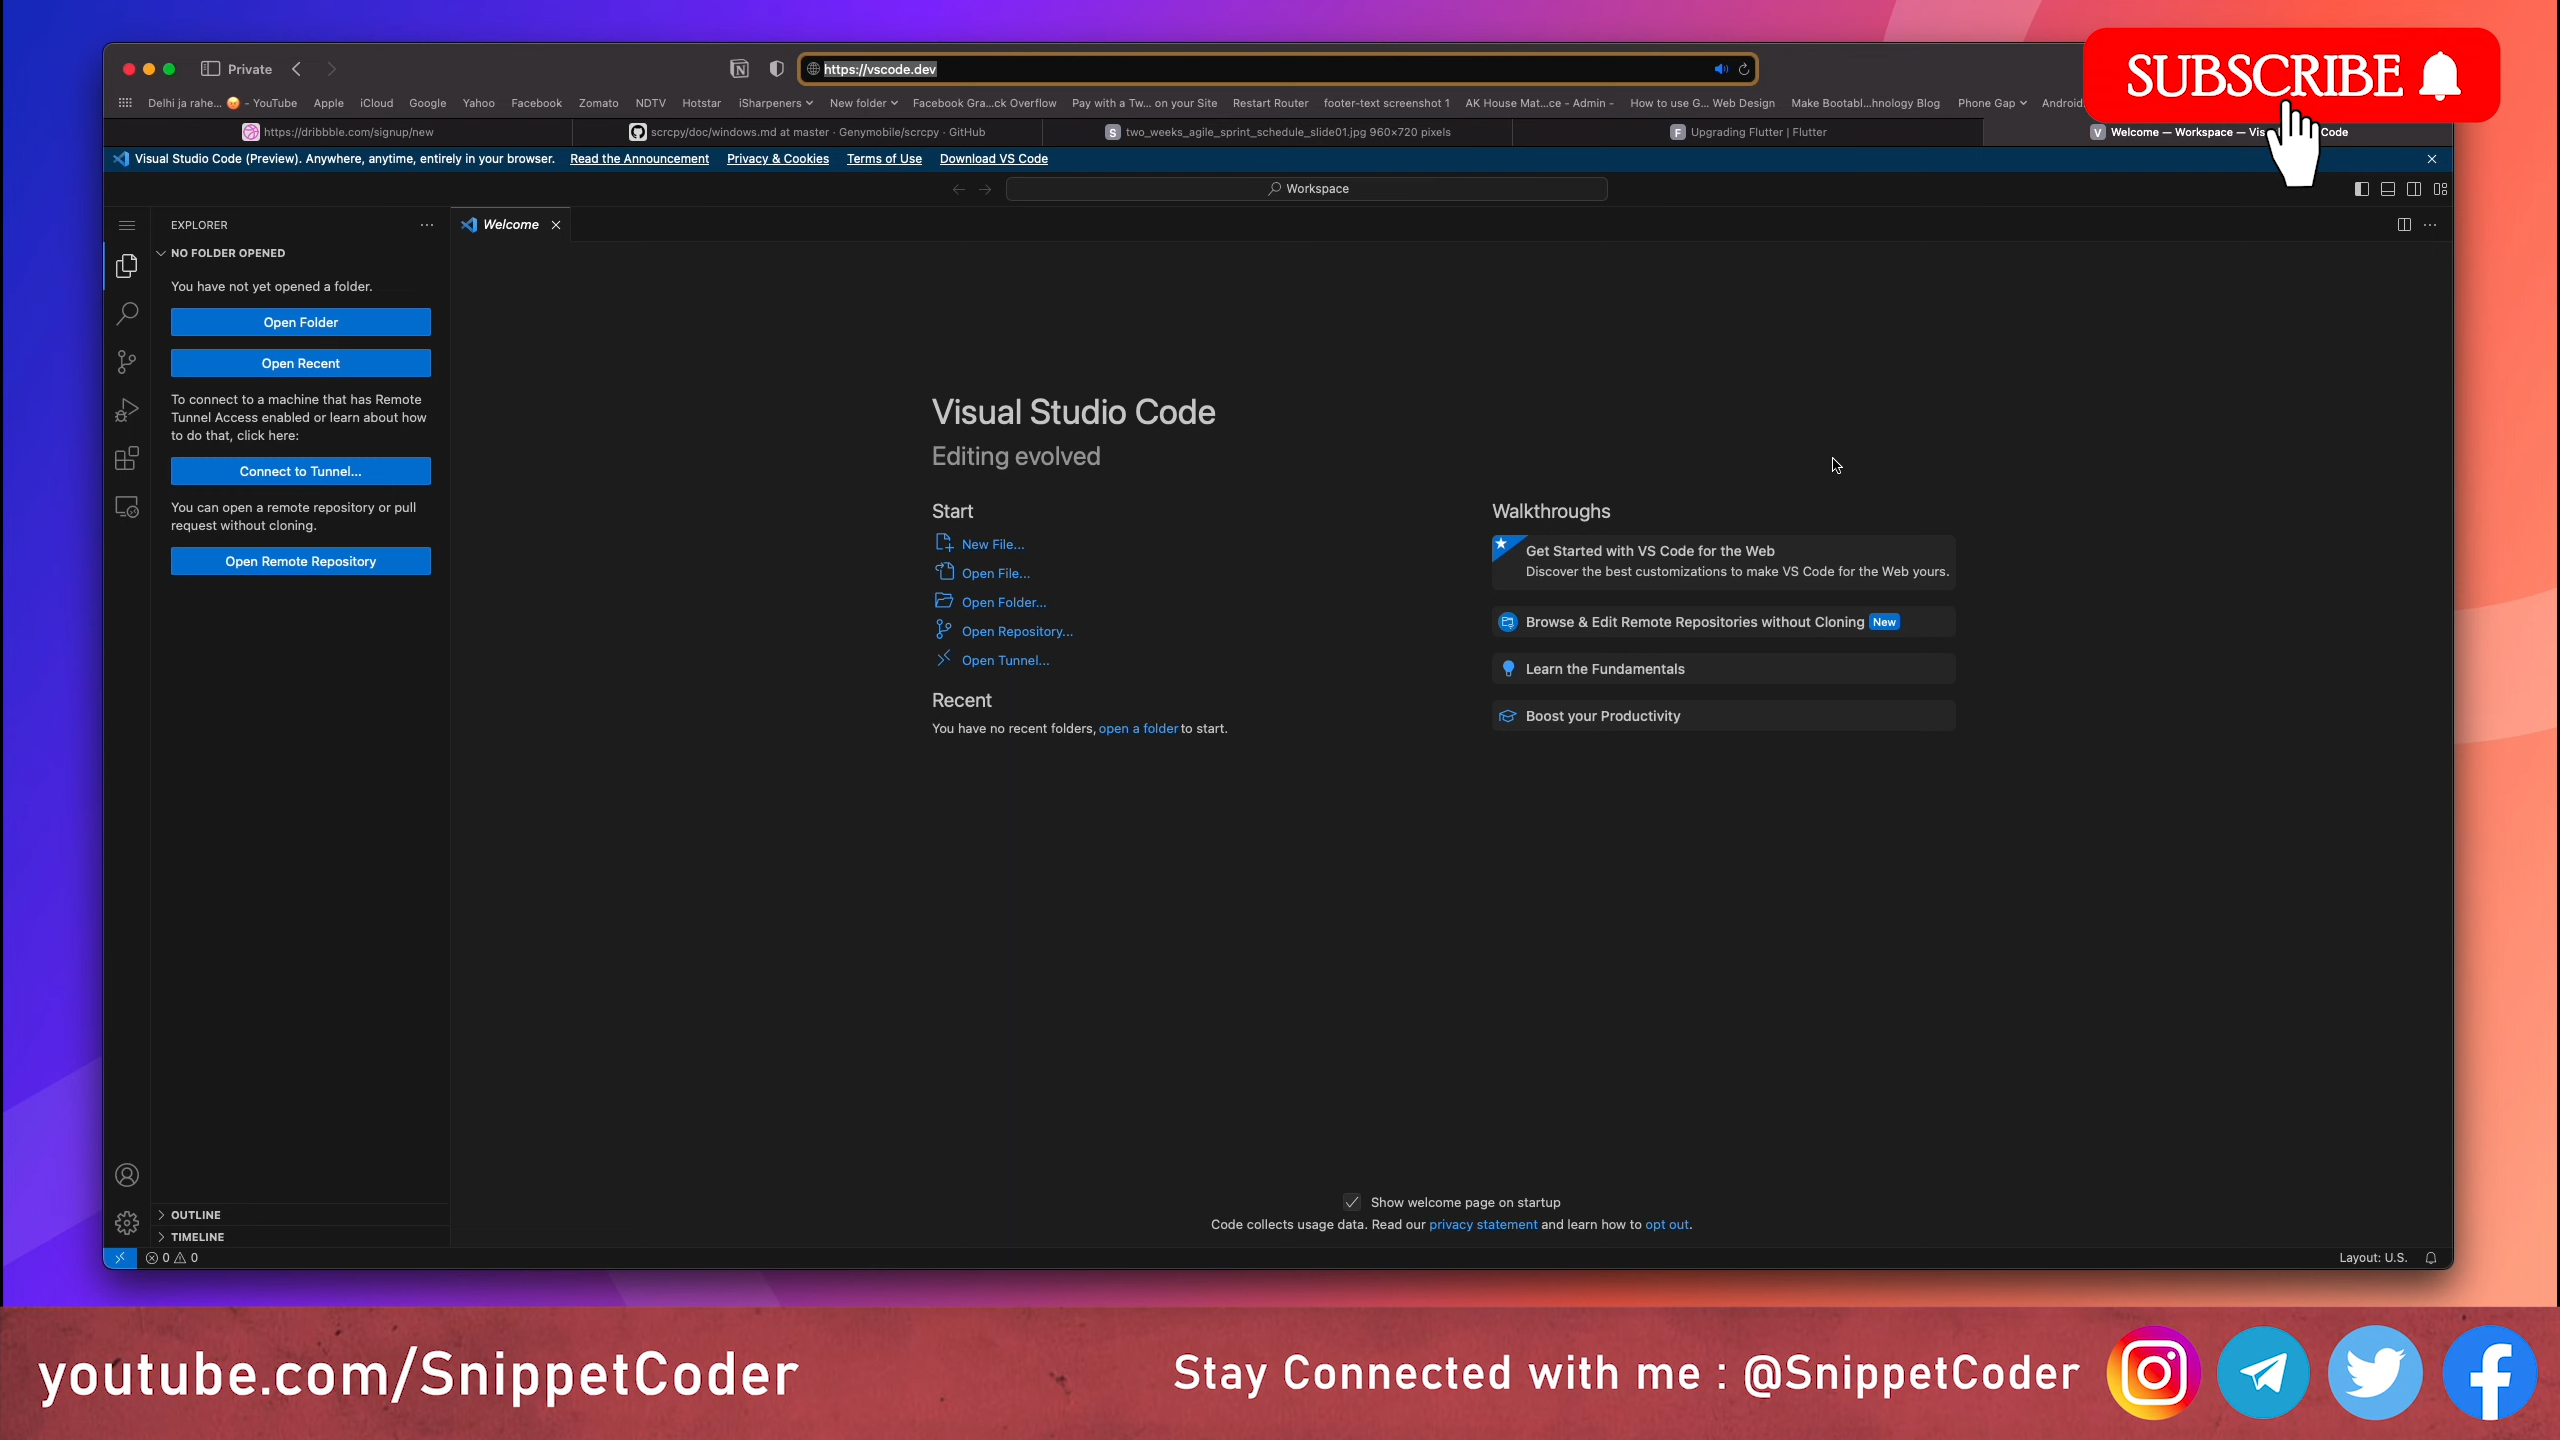 Private
https://vscode.dev
SUBSCRIBE
Delhi ja rahe... 😡 - YouTube Apple iCloud Google Yahoo Facebook Zomato NDTV Hotstar iSharpeners New folder Facebook Gra...ck Overflow Pay with a Tw... on your Site Restart Router footer-text screenshot 1 AK House Mat...ce - Admin - How to use G... Web Design Make Bootabl...hnology Blog Phone Gap Android
https://dribbble.com/signup/new
scrcpy/doc/windows.md at master · Genymobile/scrcpy · GitHub
S two_weeks_agile_sprint_schedule_slide01.jpg 960×720 pixels
F Upgrading Flutter | Flutter
V Welcome — Workspace — Vis Code
Visual Studio Code (Preview). Anywhere, anytime, entirely in your browser. Read the Announcement Privacy & Cookies Terms of Use Download VS Code
Workspace
EXPLORER
Welcome
NO FOLDER OPENED
You have not yet opened a folder.
Open Folder
Open Recent
To connect to a machine that has Remote
Tunnel Access enabled or learn about how
to do that, click here:
Connect to Tunnel...
You can open a remote repository or pull
request without cloning.
Open Remote Repository
Visual Studio Code
Editing evolved
Start
New File...
Open File...
Open Folder...
Open Repository...
Open Tunnel...
Recent
You have no recent folders, open a folder to start.
Walkthroughs
Get Started with VS Code for the Web
Discover the best customizations to make VS Code for the Web yours.
Browse & Edit Remote Repositories without Cloning New
Learn the Fundamentals
Boost your Productivity
Show welcome page on startup
Code collects usage data. Read our privacy statement and learn how to opt out.
OUTLINE
TIMELINE
0 0
Layout: U.S.
youtube.com/SnippetCoder
Stay Connected with me : @SnippetCoder